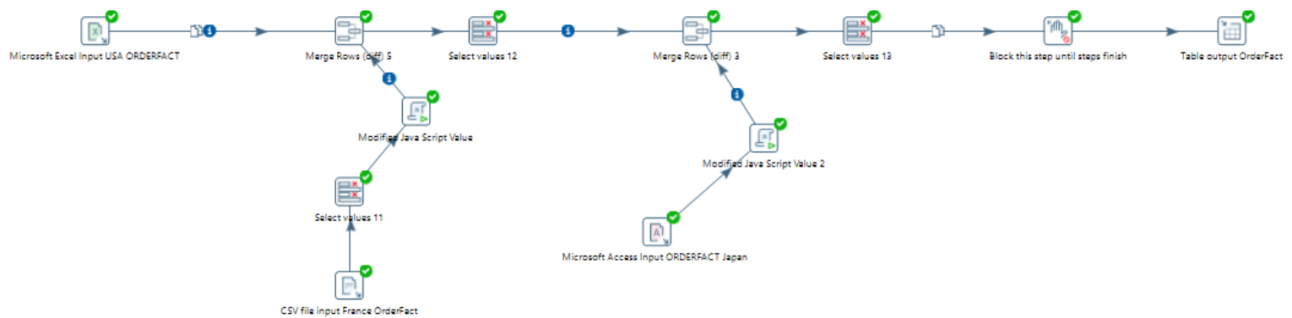 Microsoft Excel Input USA ORDERFACT
Merge Rows (diff) 5
Select values 12
Merge Rows (diff) 3
Select values 13
Block this step until steps finish
Table output OrderFact
Modified Java Script Value
Modified Java Script Value 2
Select values 11
Microsoft Access Input ORDERFACT Japan
CSV file input France OrderFact